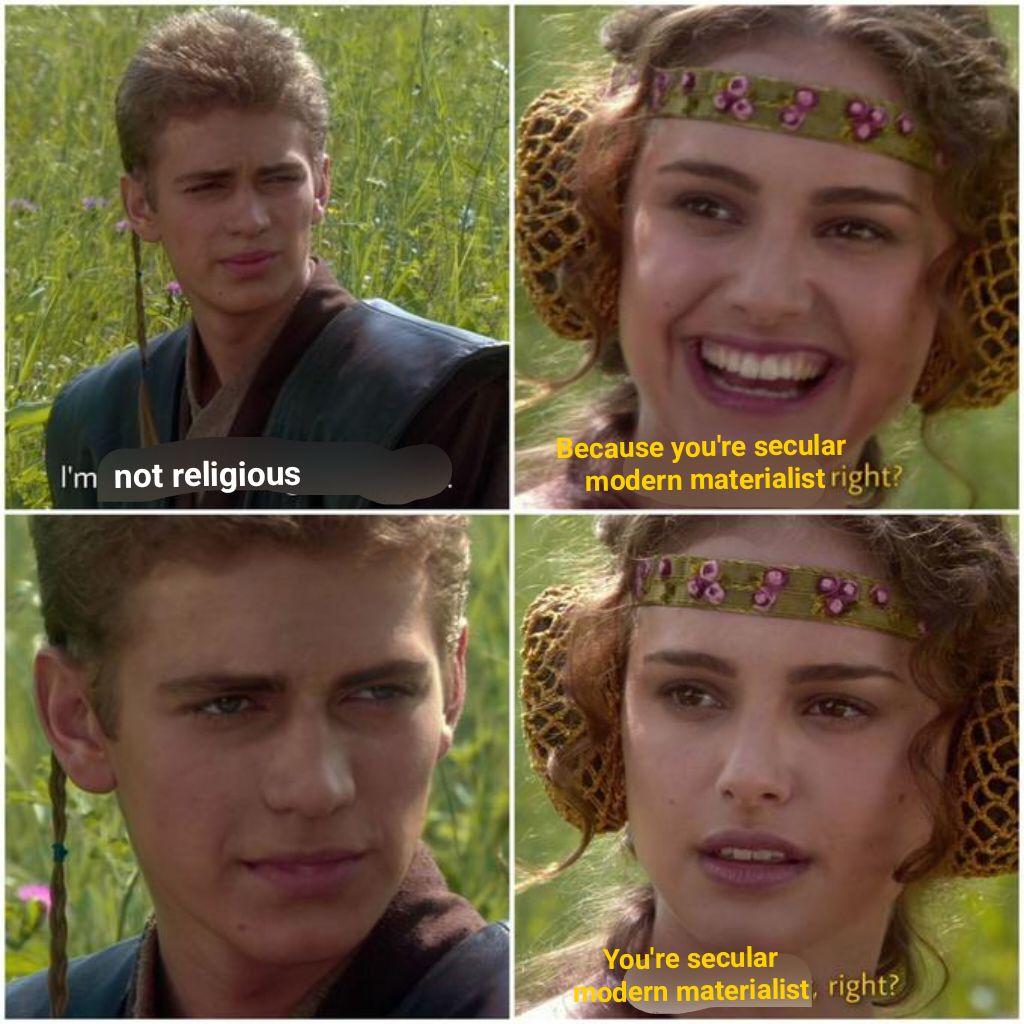 I'm not religious .
Because you're secular
modern materialist right?
You're secular
modern materialist, right?